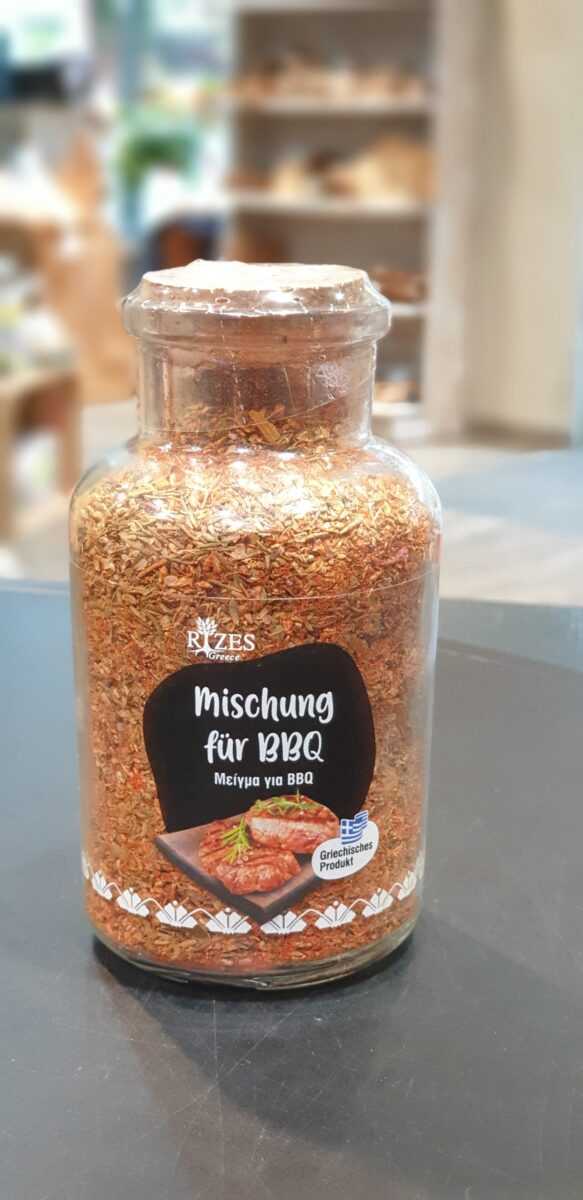 RIZES
Greece
Mischung
für BBQ
Μείγμα για BBQ
Griechisches
Produkt